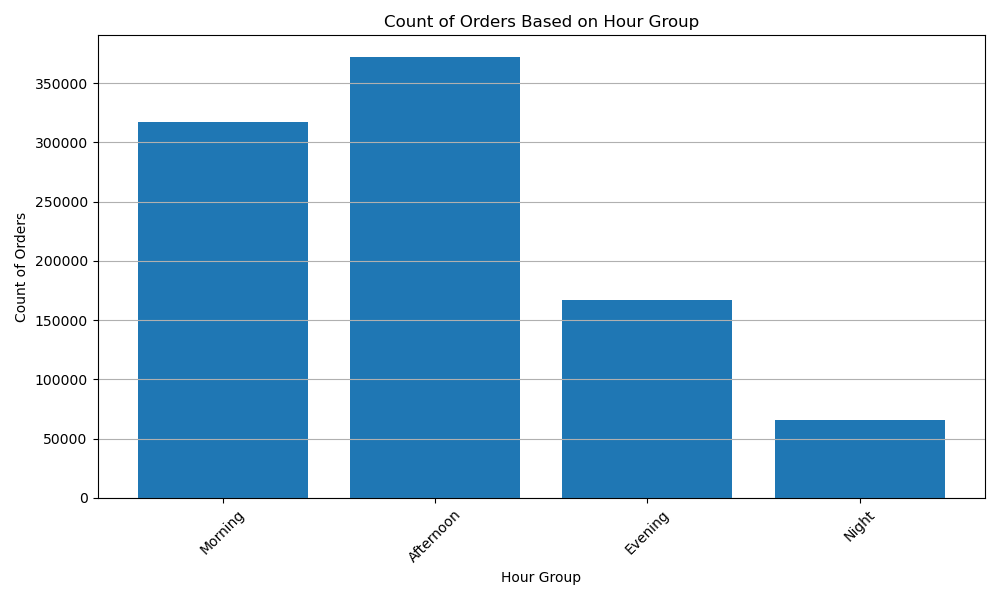 Count of Orders Based on Hour Group
Count of Orders
350000
300000
250000
200000
150000
100000
50000
0
Morning
Afternoon
Evening
Night
Hour Group